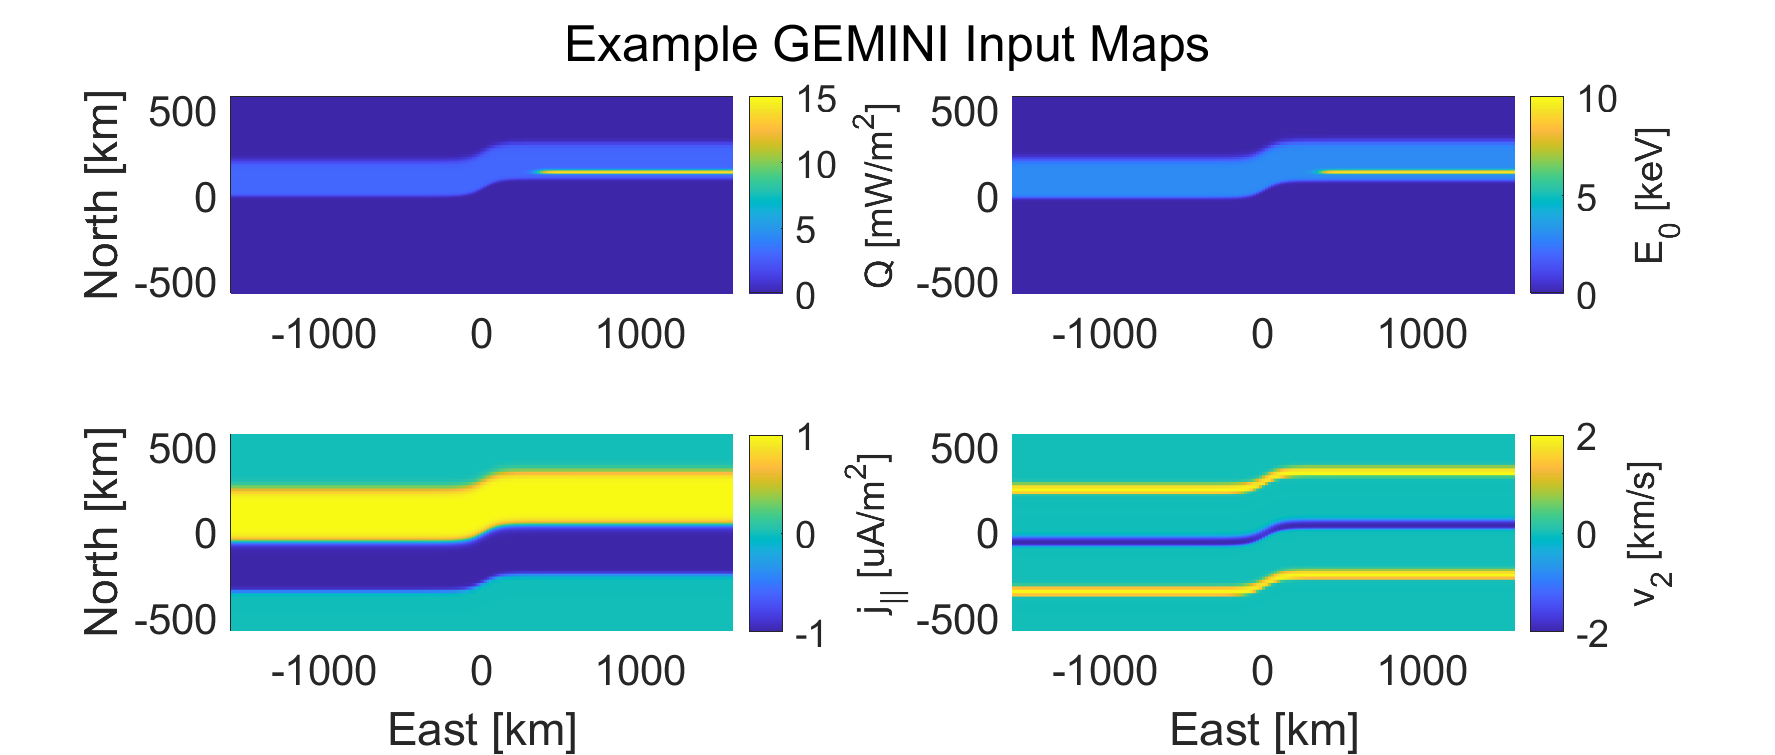 Example GEMINI Input Maps
North [km]
500
0
-500
-1000 0 1000
15
10
5
0
Q [mW/m²]
500
0
-500
-1000 0 1000
10
5
0
E₀ [keV]
North [km]
500
0
-500
-1000 0 1000
East [km]
1
0
-1
j|| [uA/m²]
500
0
-500
-1000 0 1000
East [km]
2
0
-2
v₂ [km/s]